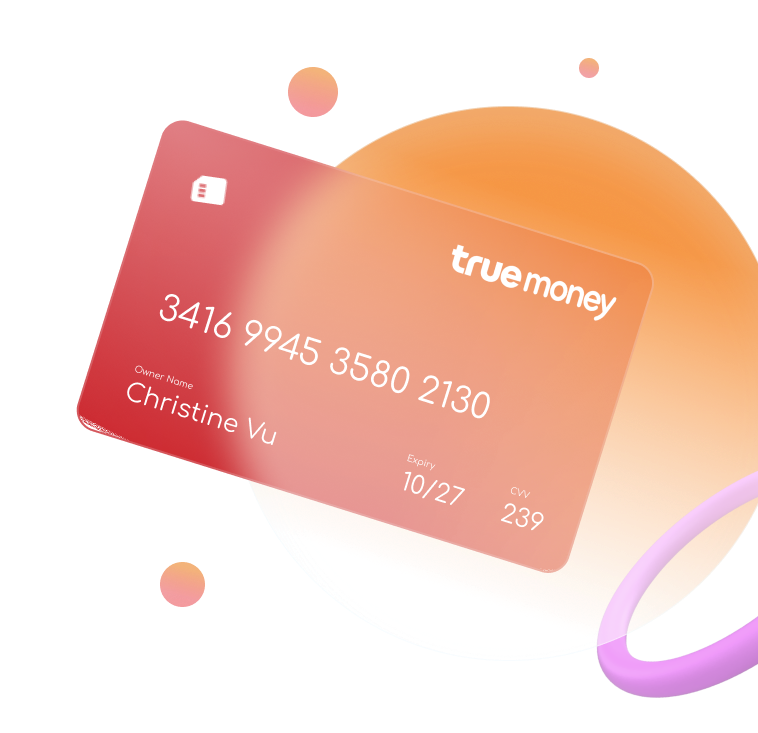 truemoney
3416 9945 3580 2130
Owner Name
Christine Vu
Expiry
10/27
CVV
239